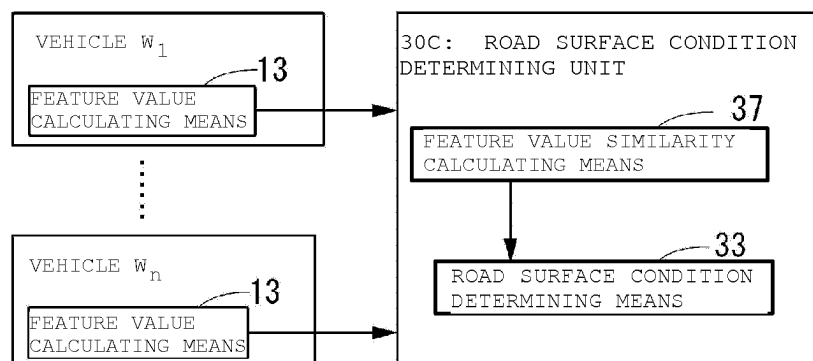 VEHICLE W1
13
FEATURE VALUE
CALCULATING MEANS
VEHICLE Wn
13
FEATURE VALUE
CALCULATING MEANS
30C: ROAD SURFACE CONDITION
DETERMINING UNIT
37
FEATURE VALUE SIMILARITY
CALCULATING MEANS
33
ROAD SURFACE CONDITION
DETERMINING MEANS